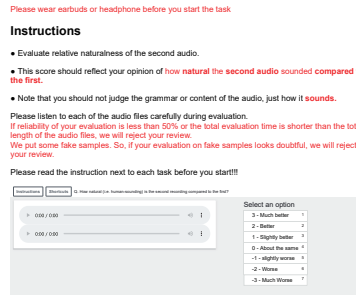 Please wear earbuds or headphone before you start the task
Instructions
● Evaluate relative naturalness of the second audio.
● This score should reflect your opinion of how natural the second audio sounded compared
the first.
● Note that you should not judge the grammar or content of the audio, just how it sounds.
Please listen to each of the audio files carefully during evaluation.
If reliability of your evaluation is less than 50% or the total evaluation time is shorter than the tot
length of the audio files, we will reject your review.
We put some fake samples. So, if your evaluation on fake samples looks doubtful, we will reject
your review.
Please read the instruction next to each task before you start!!!
Instructions Shortcuts Q: How natural (i.e. human-sounding) is the second recording compared to the first?
Select an option
0:00 / 0:00
0:00 / 0:00
3 - Much better 1
2 - Better 2
1 - Slightly better 3
0 - About the same 4
-1 - slightly worse 5
-2 - Worse 6
-3 - Much Worse 7